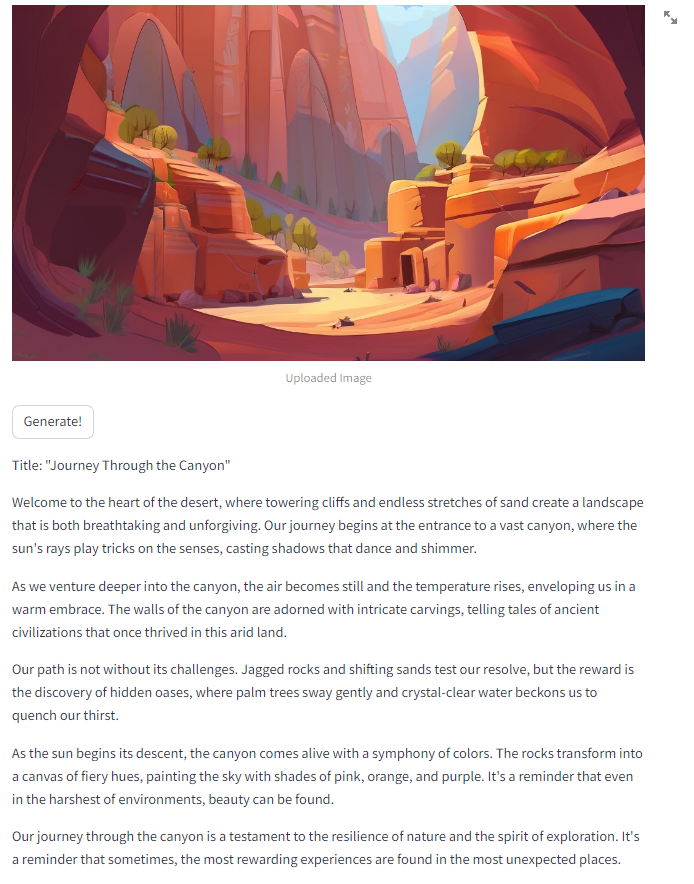 Uploaded Image
Generate!
Title: "Journey Through the Canyon"
Welcome to the heart of the desert, where towering cliffs and endless stretches of sand create a landscape
that is both breathtaking and unforgiving. Our journey begins at the entrance to a vast canyon, where the
sun's rays play tricks on the senses, casting shadows that dance and shimmer.
As we venture deeper into the canyon, the air becomes still and the temperature rises, enveloping us in a
warm embrace. The walls of the canyon are adorned with intricate carvings, telling tales of ancient
civilizations that once thrived in this arid land.
Our path is not without its challenges. Jagged rocks and shifting sands test our resolve, but the reward is
the discovery of hidden oases, where palm trees sway gently and crystal-clear water beckons us to
quench our thirst.
As the sun begins its descent, the canyon comes alive with a symphony of colors. The rocks transform into
a canvas of fiery hues, painting the sky with shades of pink, orange, and purple. It's a reminder that even
in the harshest of environments, beauty can be found.
Our journey through the canyon is a testament to the resilience of nature and the spirit of exploration. It's
a reminder that sometimes, the most rewarding experiences are found in the most unexpected places.